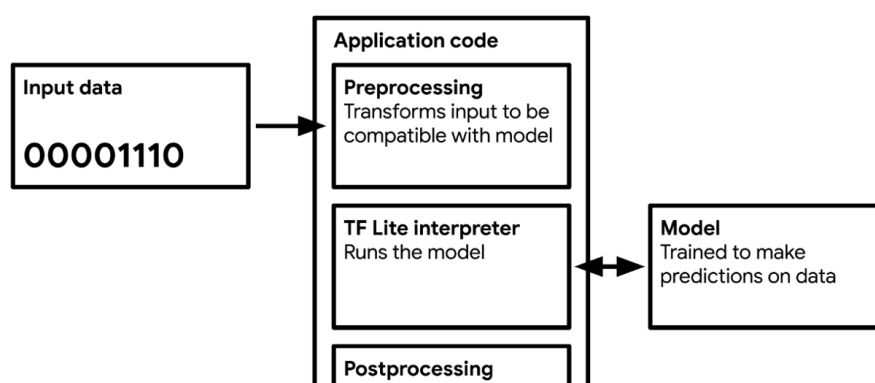 Application code
Input data
00001110
Preprocessing
Transforms input to be
compatible with model
TF Lite interpreter
Runs the model
Model
Trained to make
predictions on data
Postprocessing